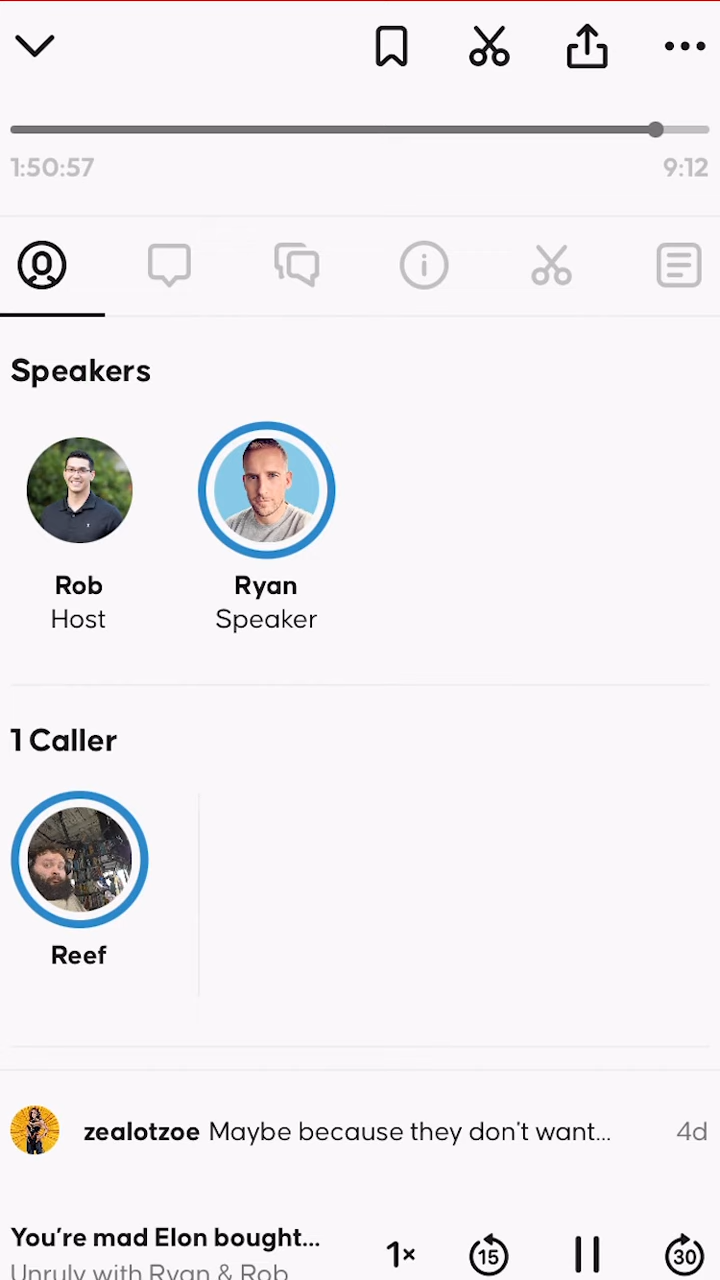 1:50:57 9:12
Speakers
Rob Ryan
Host Speaker
1 Caller
Reef
zealotzoe Maybe because they don't want... 4d
You're mad Elon bought...
1× 15 30
Unruly with Ryan & Rob